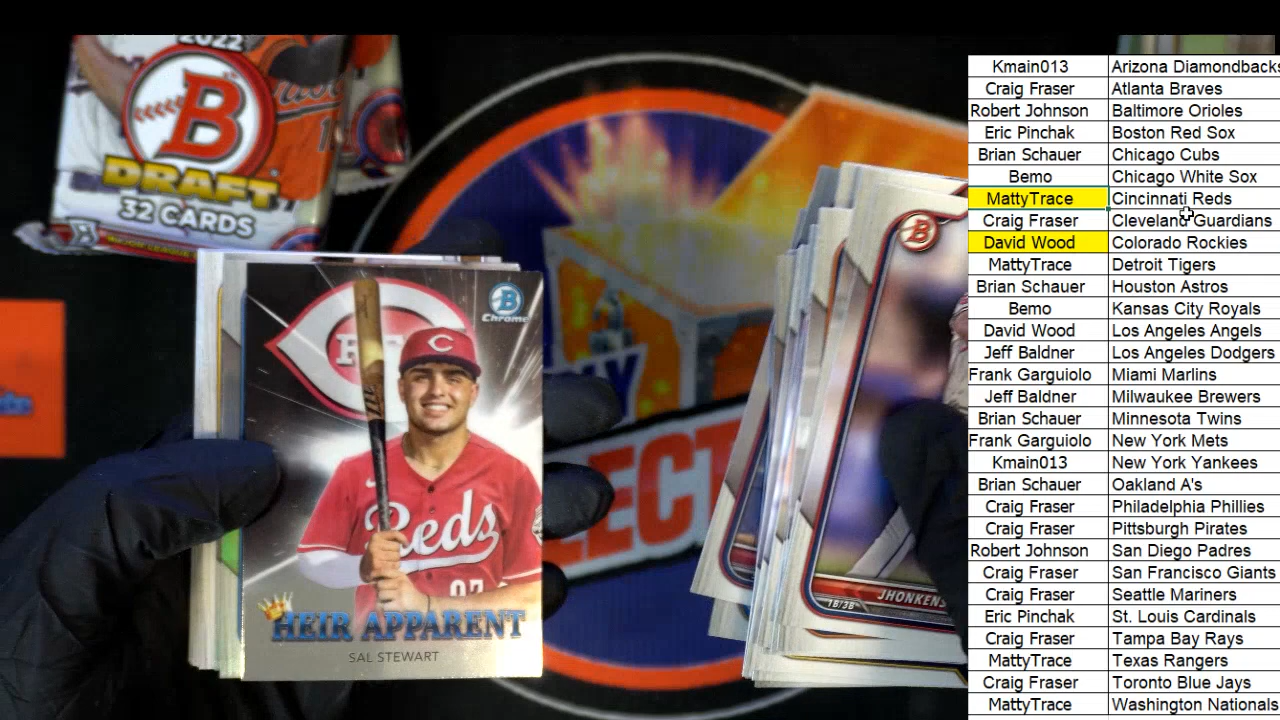 2022
B
DRAFT
32 CARDS
MAJOR LEAGUE
B
Chrome
C
Reds
07
HEIR APPARENT
SAL STEWART
LECT
B
JHONKENS
1B/3B
Kmain013 Arizona Diamondbacks
Craig Fraser Atlanta Braves
Robert Johnson Baltimore Orioles
Eric Pinchak Boston Red Sox
Brian Schauer Chicago Cubs
Bemo Chicago White Sox
MattyTrace Cincinnati Reds
Craig Fraser Cleveland Guardians
David Wood Colorado Rockies
MattyTrace Detroit Tigers
Brian Schauer Houston Astros
Bemo Kansas City Royals
David Wood Los Angeles Angels
Jeff Baldner Los Angeles Dodgers
Frank Garguiolo Miami Marlins
Jeff Baldner Milwaukee Brewers
Brian Schauer Minnesota Twins
Frank Garguiolo New York Mets
Kmain013 New York Yankees
Brian Schauer Oakland A's
Craig Fraser Philadelphia Phillies
Craig Fraser Pittsburgh Pirates
Robert Johnson San Diego Padres
Craig Fraser San Francisco Giants
Craig Fraser Seattle Mariners
Eric Pinchak St. Louis Cardinals
Craig Fraser Tampa Bay Rays
MattyTrace Texas Rangers
Craig Fraser Toronto Blue Jays
MattyTrace Washington Nationals